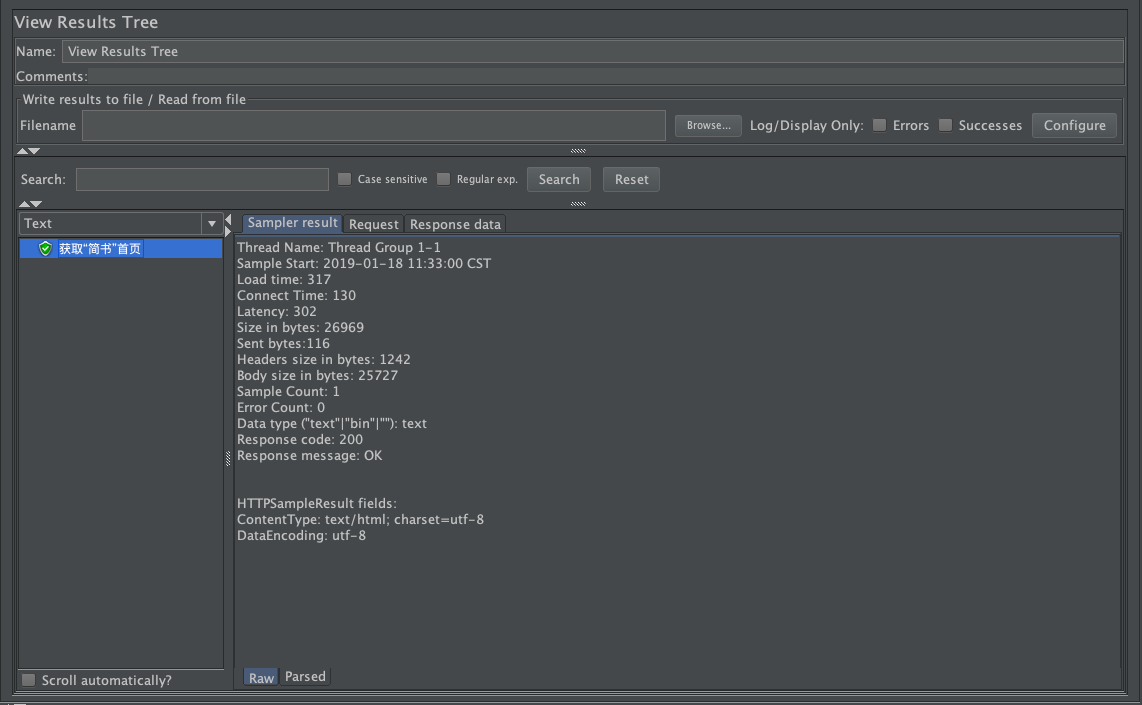 View Results Tree
Name: View Results Tree
Comments:
Write results to file / Read from file
Filename Browse... Log/Display Only: Errors Successes Configure
Search: Case sensitive Regular exp. Search Reset
Text Sampler result Request Response data
获取“简书”首页
Thread Name: Thread Group 1-1
Sample Start: 2019-01-18 11:33:00 CST
Load time: 317
Connect Time: 130
Latency: 302
Size in bytes: 26969
Sent bytes:116
Headers size in bytes: 1242
Body size in bytes: 25727
Sample Count: 1
Error Count: 0
Data type ("text"|"bin"|""): text
Response code: 200
Response message: OK
HTTPSampleResult fields:
ContentType: text/html; charset=utf-8
DataEncoding: utf-8
Raw Parsed
Scroll automatically?